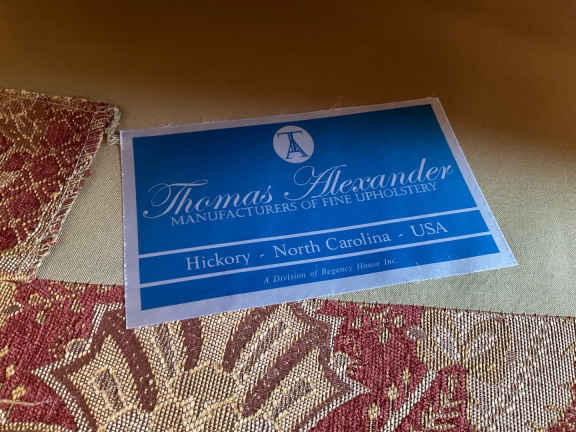 TA
Thomas Alexander
MANUFACTURERS OF FINE UPHOLSTERY
Hickory - North Carolina - USA
A Division of Regency House Inc.